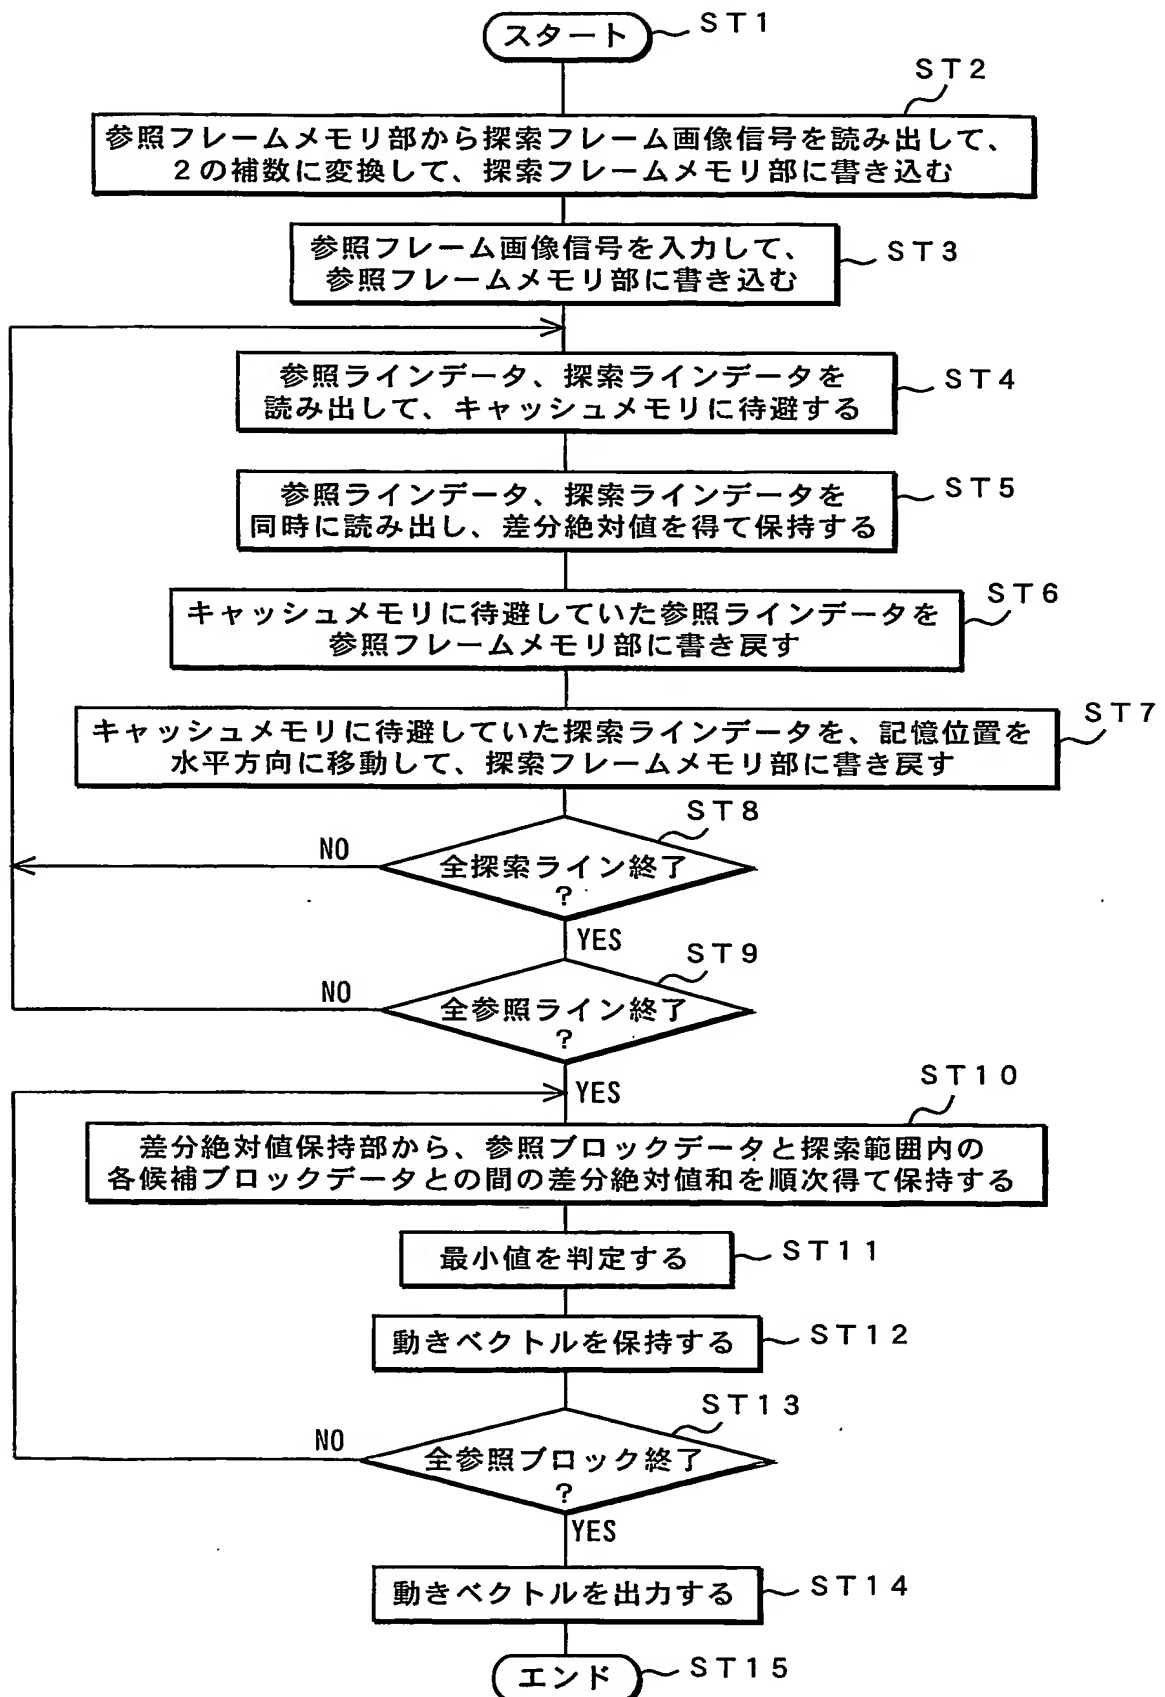 スタート
ST1
ST2
参照フレームメモリ部から探索フレーム画像信号を読み出して、
2の補数に変換して、探索フレームメモリ部に書き込む
参照フレーム画像信号を入力して、
参照フレームメモリ部に書き込む
ST3
参照ラインデータ、探索ラインデータを
読み出して、キャッシュメモリに待避する
ST4
参照ラインデータ、探索ラインデータを
同時に読み出し、差分絶対値を得て保持する
ST5
キャッシュメモリに待避していた参照ラインデータを
参照フレームメモリ部に書き戻す
ST6
キャッシュメモリに待避していた探索ラインデータを、記憶位置を
水平方向に移動して、探索フレームメモリ部に書き戻す
ST7
ST8
NO
全探索ライン終了
?
YES
ST9
NO
全参照ライン終了
?
YES
ST10
差分絶対値保持部から、参照ブロックデータと探索範囲内の
各候補ブロックデータとの間の差分絶対値和を順次得て保持する
最小値を判定する
ST11
動きベクトルを保持する
ST12
ST13
NO
全参照ブロック終了
?
YES
動きベクトルを出力する
ST14
エンド
ST15